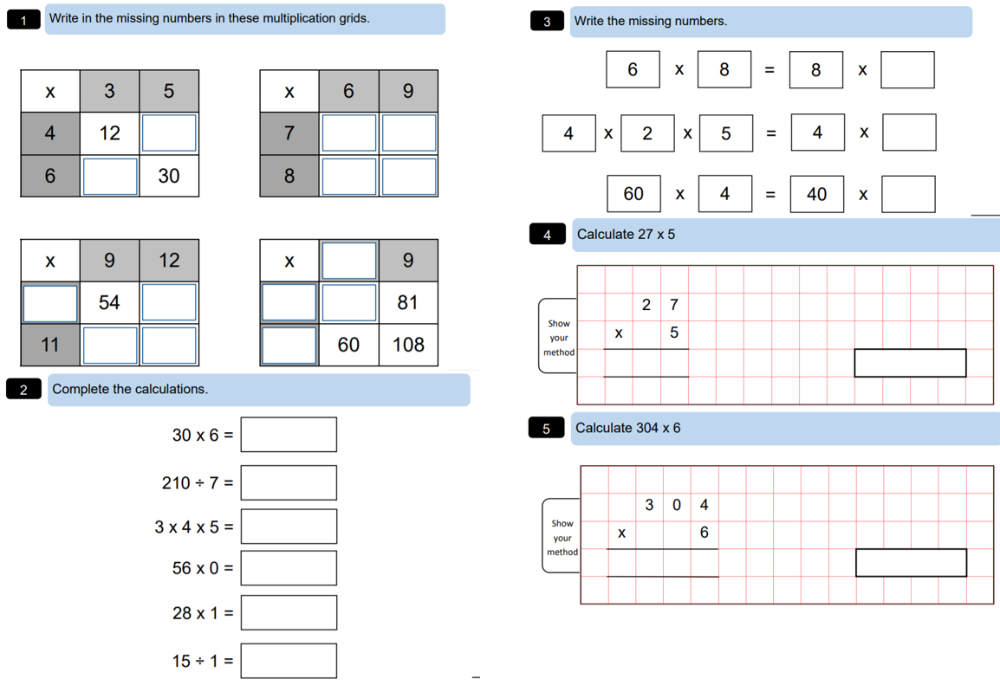 1 Write in the missing numbers in these multiplication grids.
x 3 5
4 12
6 30
x 6 9
7
8
x 9 12
54
11
x 9
81
60 108
2 Complete the calculations.
30 x 6 =
210 ÷ 7 =
3 x 4 x 5 =
56 x 0 =
28 x 1 =
15 ÷ 1 =
3 Write the missing numbers.
6 x 8 = 8 x
4 x 2 x 5 = 4 x
60 x 4 = 40 x
4 Calculate 27 x 5
Show
your
method
2 7
x 5
5 Calculate 304 x 6
Show
your
method
3 0 4
x 6